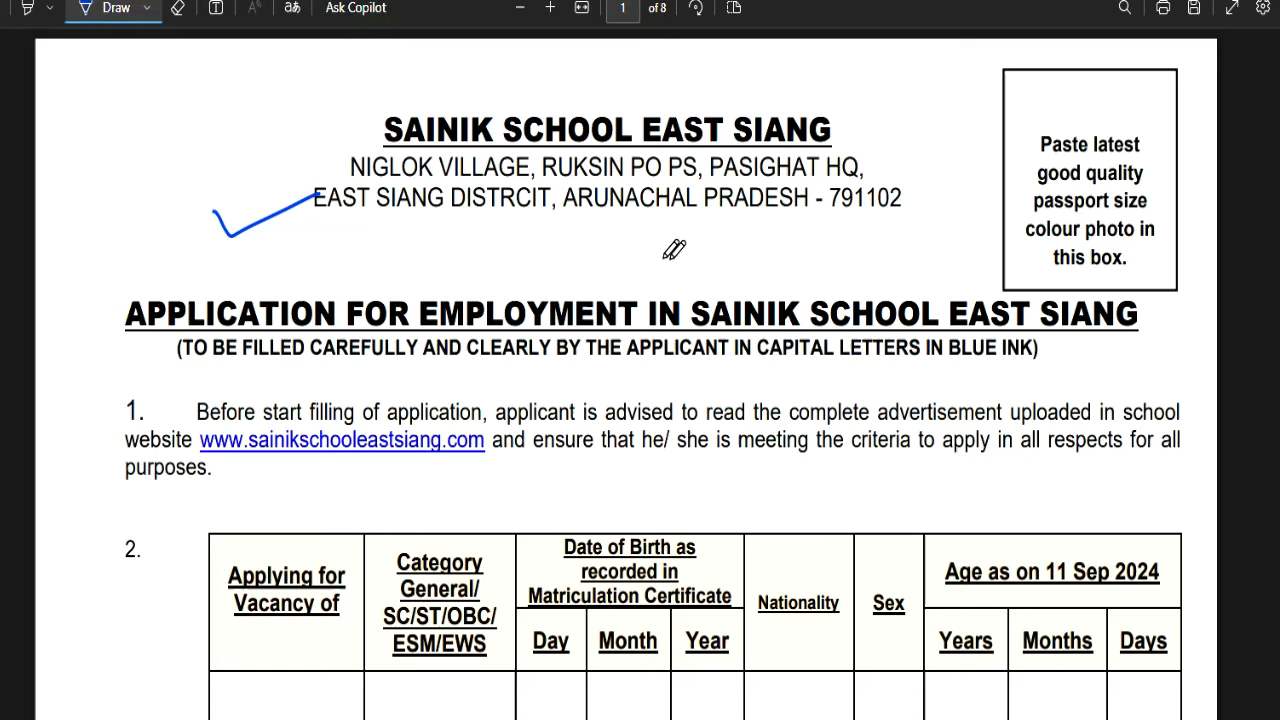 Draw
aあ
Ask Copilot
1 of 8
SAINIK SCHOOL EAST SIANG
NIGLOK VILLAGE, RUKSIN PO PS, PASIGHAT HQ,
EAST SIANG DISTRCIT, ARUNACHAL PRADESH - 791102
Paste latest
good quality
passport size
colour photo in
this box.
APPLICATION FOR EMPLOYMENT IN SAINIK SCHOOL EAST SIANG
(TO BE FILLED CAREFULLY AND CLEARLY BY THE APPLICANT IN CAPITAL LETTERS IN BLUE INK)
1. Before start filling of application, applicant is advised to read the complete advertisement uploaded in school
website www.sainikschooleastsiang.com and ensure that he/ she is meeting the criteria to apply in all respects for all
purposes.
2.
Applying for
Vacancy of
Category
General/
SC/ST/OBC/
ESM/EWS
Date of Birth as
recorded in
Matriculation Certificate
Day Month Year
Nationality
Sex
Age as on 11 Sep 2024
Years Months Days